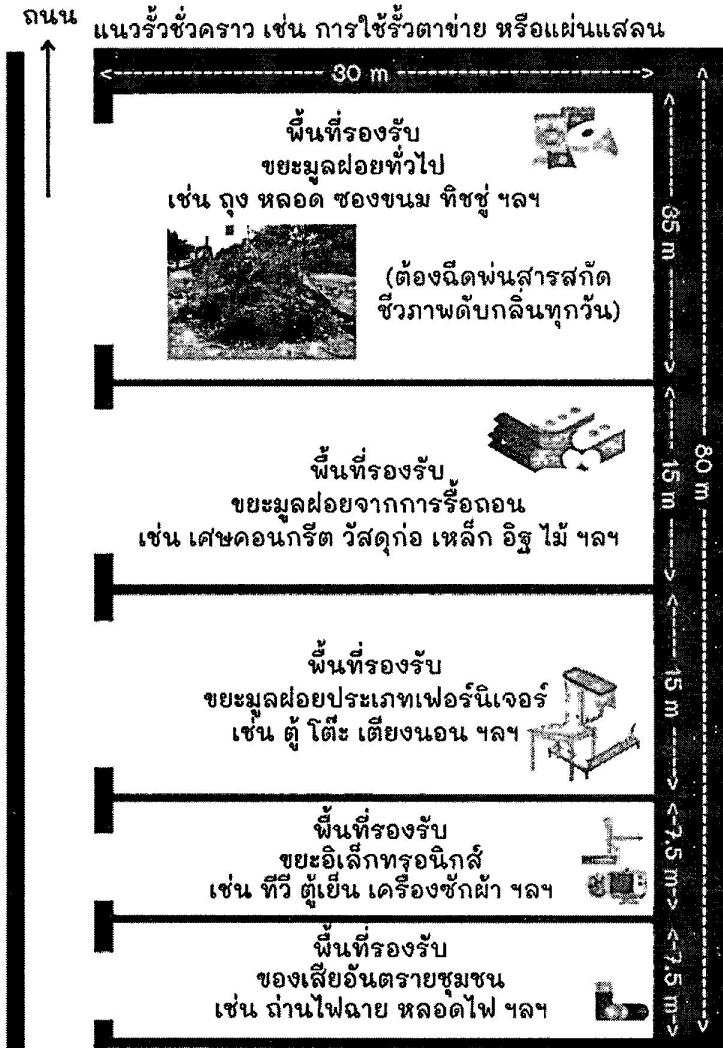 ถนน
แนวรั้วชั่วคราว เช่น การใช้รั้วตาข่าย หรือแผ่นแสลน
30 m
พื้นที่รองรับ
ขยะมูลฝอยทั่วไป
เช่น ถุง หลอด ซองขนม ทิชชู่ ฯลฯ
(ต้องฉีดพ่นสารสกัด
ชีวภาพดับกลิ่นทุกวัน)
35 m
80 m
พื้นที่รองรับ
ขยะมูลฝอยจากการรื้อถอน
เช่น เศษคอนกรีต วัสดุก่อ เหล็ก อิฐ ไม้ ฯลฯ
15 m
พื้นที่รองรับ
ขยะมูลฝอยประเภทเฟอร์นิเจอร์
เช่น ตู้ โต๊ะ เตียงนอน ฯลฯ
15 m
พื้นที่รองรับ
ขยะอิเล็กทรอนิกส์
เช่น ทีวี ตู้เย็น เครื่องซักผ้า ฯลฯ
7.5 m
พื้นที่รองรับ
ของเสียอันตรายชุมชน
เช่น ถ่านไฟฉาย หลอดไฟ ฯลฯ
7.5 m